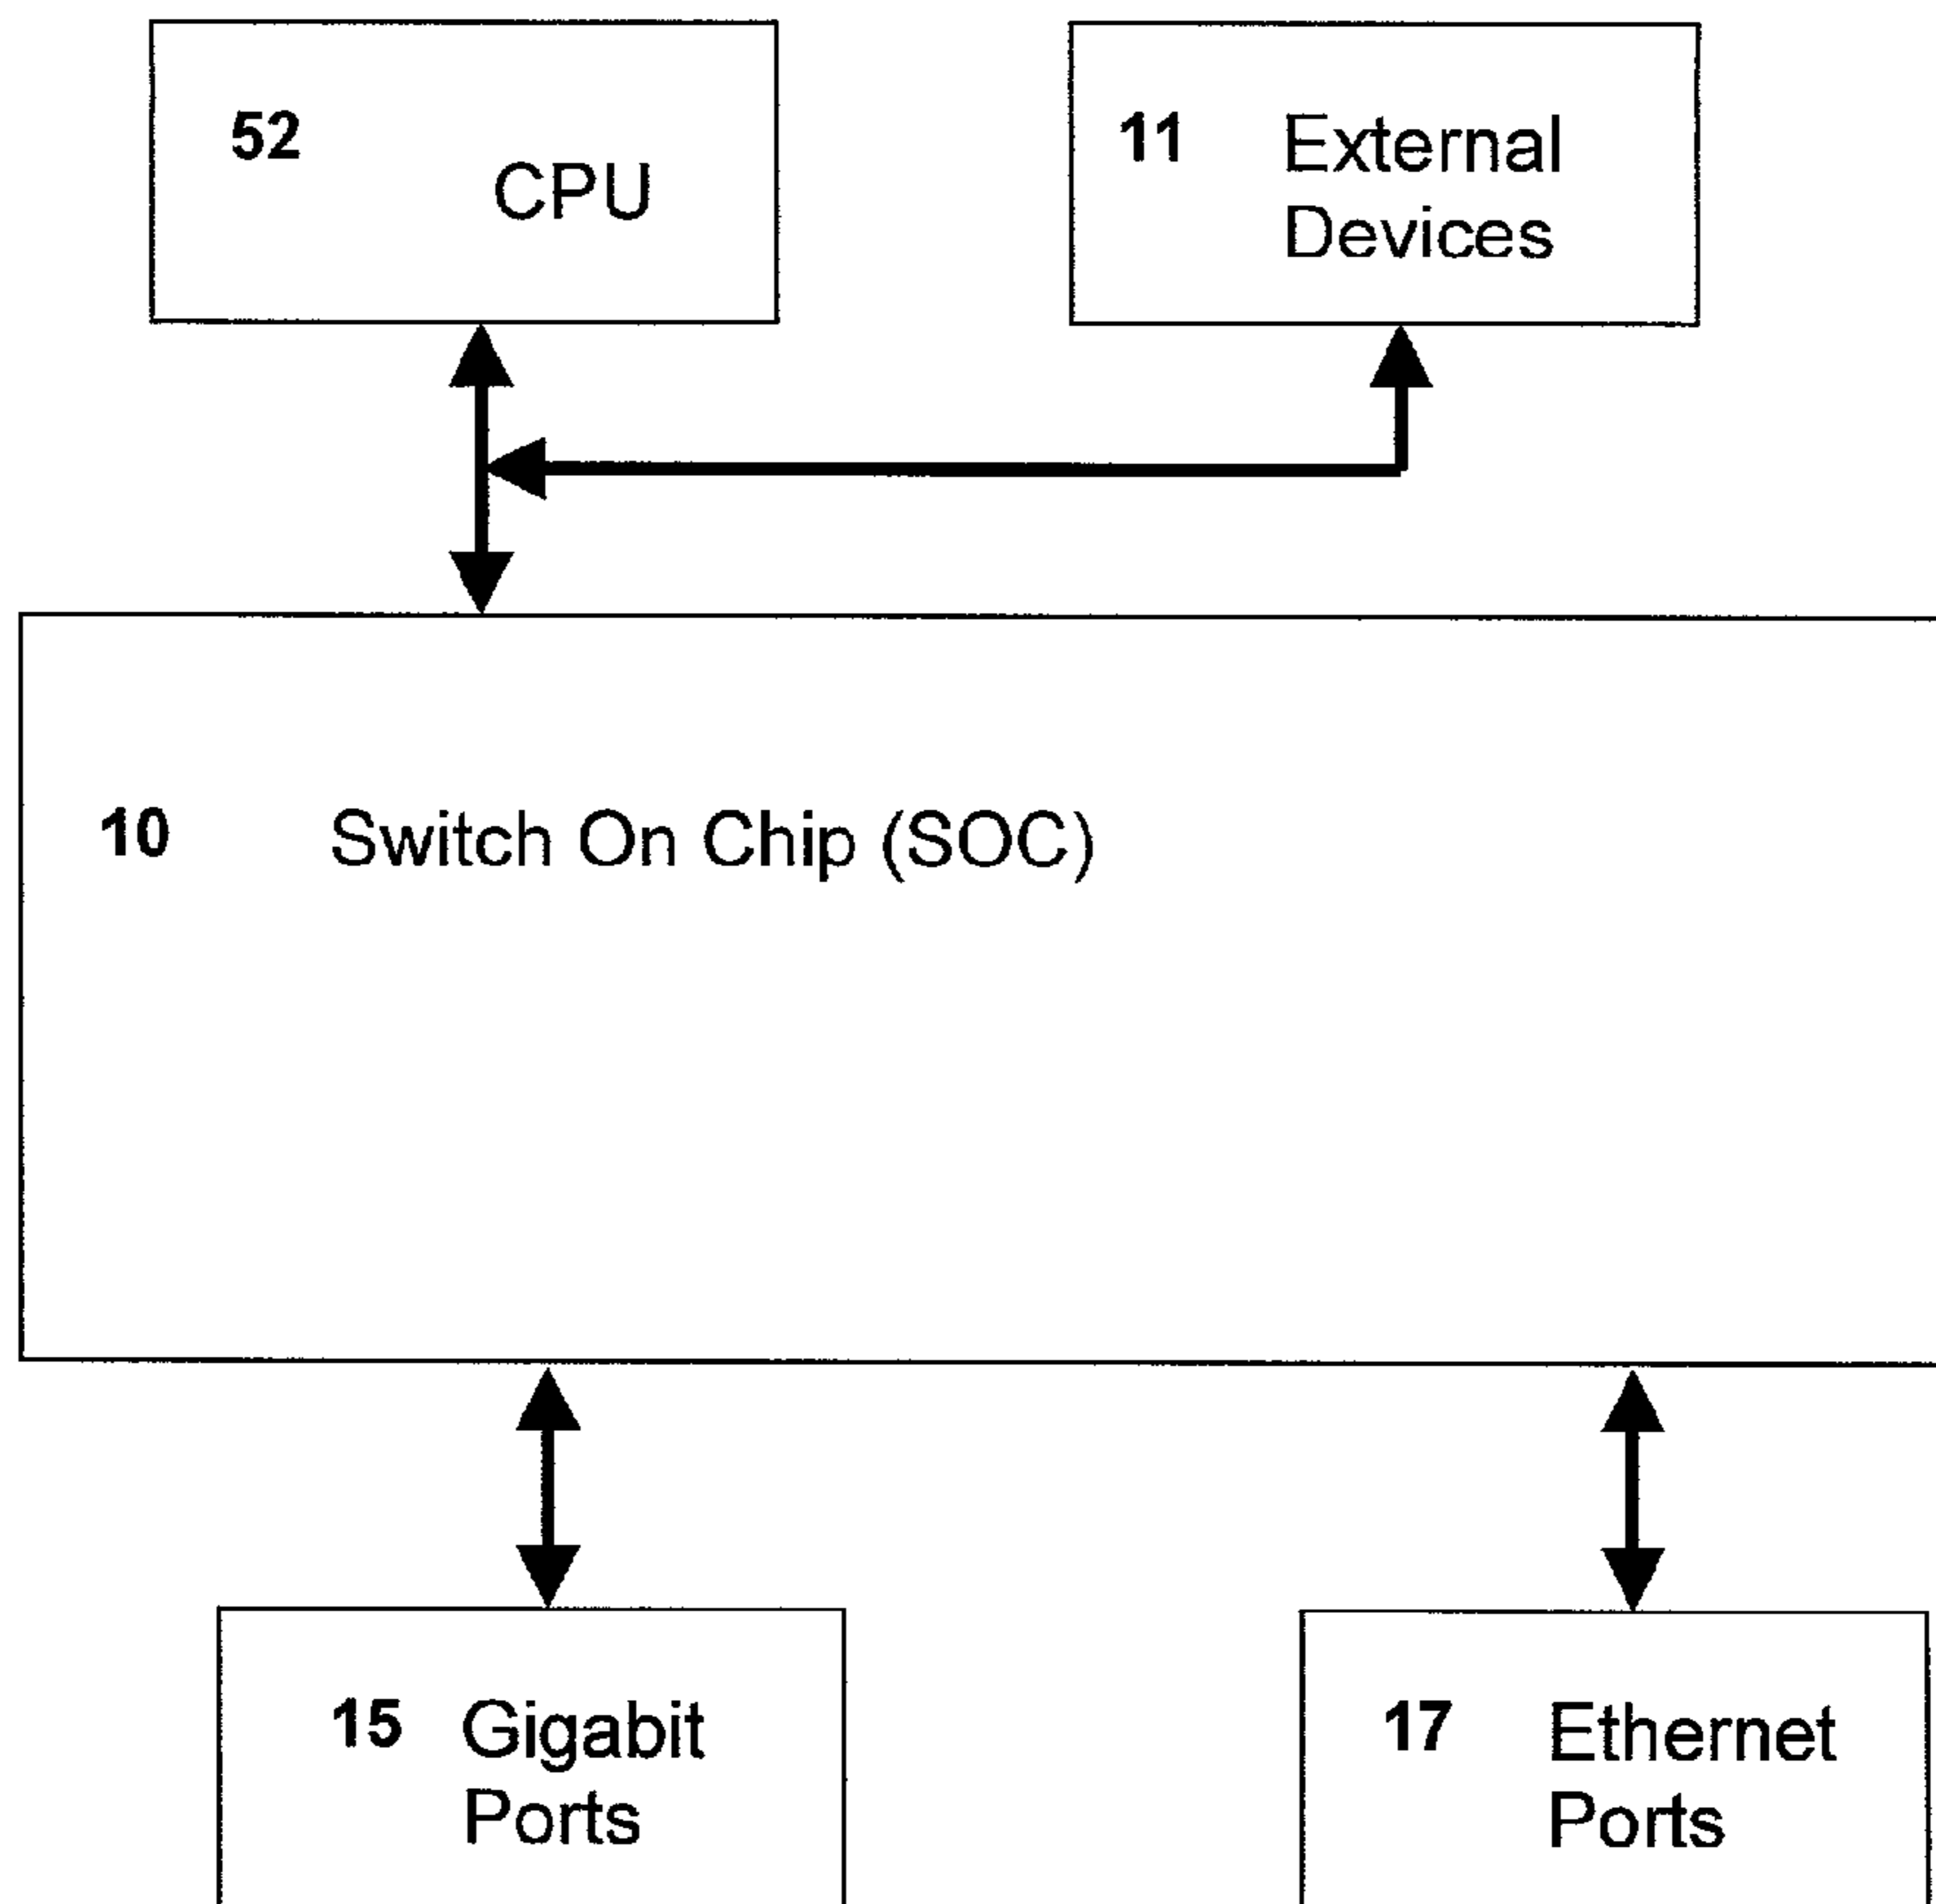 52
CPU
11 External
Devices
10 Switch On Chip (SOC)
15 Gigabit
Ports
17 Ethernet
Ports